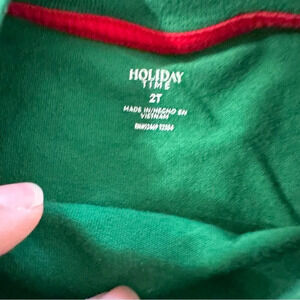 HOLIDAY
TIME
2T
MADE IN/HECHO EN
VIETNAM